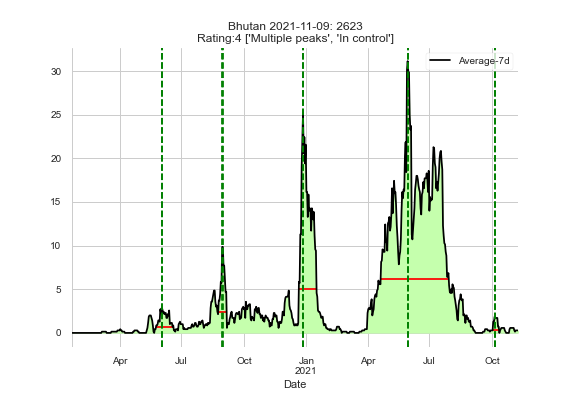 Bhutan 2021-11-09: 2623
Rating:4 ['Multiple peaks', 'In control']
Average-7d
30
25
20
15
10
5
0
Apr Jul Oct Jan Apr Jul Oct
2021
Date